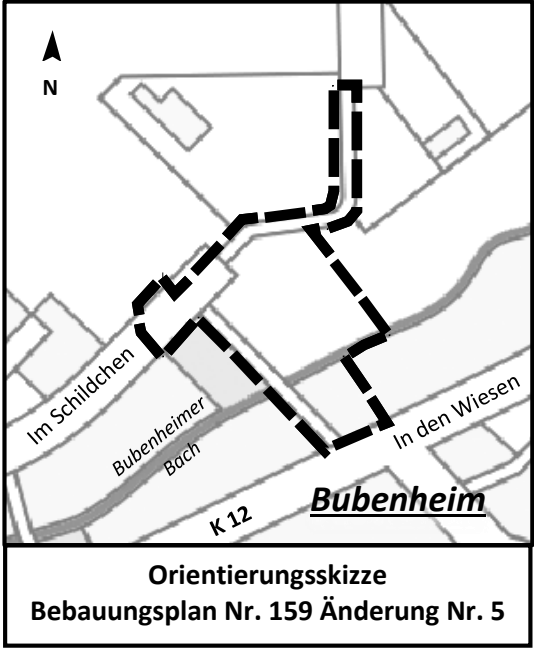 N
Im Schildchen
Bubenheimer
Bach
In den Wiesen
K 12
Bubenheim
Orientierungsskizze
Bebauungsplan Nr. 159 Änderung Nr. 5